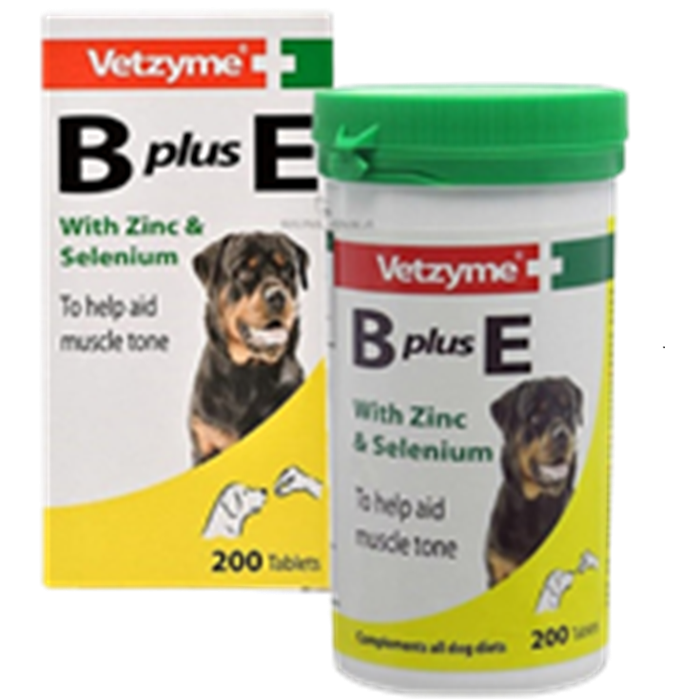 Vetzyme®
B plus E
With Zinc &
Selenium
To help aid
muscle tone
200 Tablets
Vetzyme®
B plus E
With Zinc
& Selenium
To help aid
muscle tone
Complements all dog diets
200 Tablets